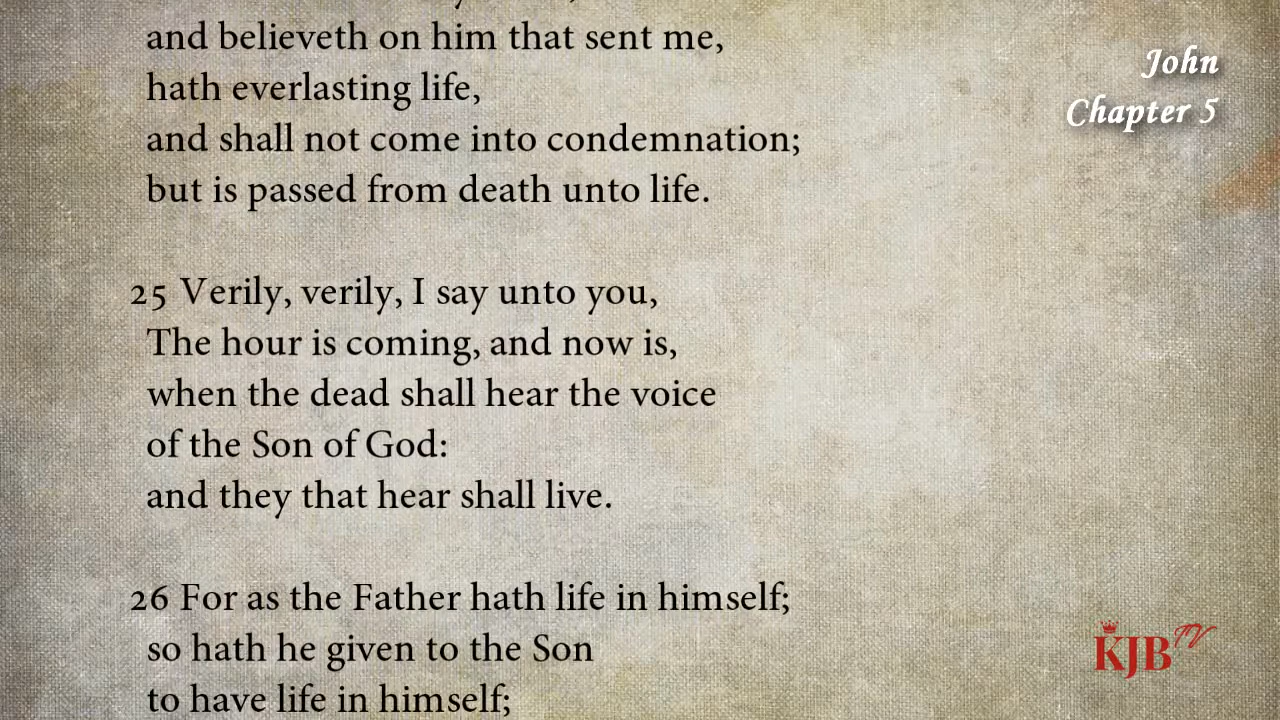 and believeth on him that sent me,
hath everlasting life,
and shall not come into condemnation;
but is passed from death unto life.
25 Verily, verily, I say unto you,
The hour is coming, and now is,
when the dead shall hear the voice
of the Son of God:
and they that hear shall live.
26 For as the Father hath life in himself;
so hath he given to the Son
to have life in himself;
John
Chapter 5
KJB TV